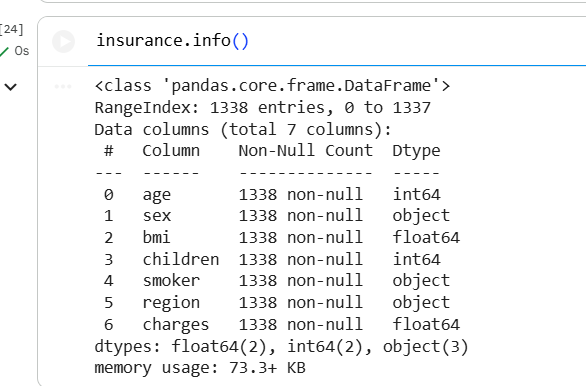 [24]
0s
insurance.info()
<class 'pandas.core.frame.DataFrame'>
RangeIndex: 1338 entries, 0 to 1337
Data columns (total 7 columns):
 #   Column    Non-Null Count  Dtype
---  ------    --------------  -----
 0   age       1338 non-null   int64
 1   sex       1338 non-null   object
 2   bmi       1338 non-null   float64
 3   children  1338 non-null   int64
 4   smoker    1338 non-null   object
 5   region    1338 non-null   object
 6   charges   1338 non-null   float64
dtypes: float64(2), int64(2), object(3)
memory usage: 73.3+ KB